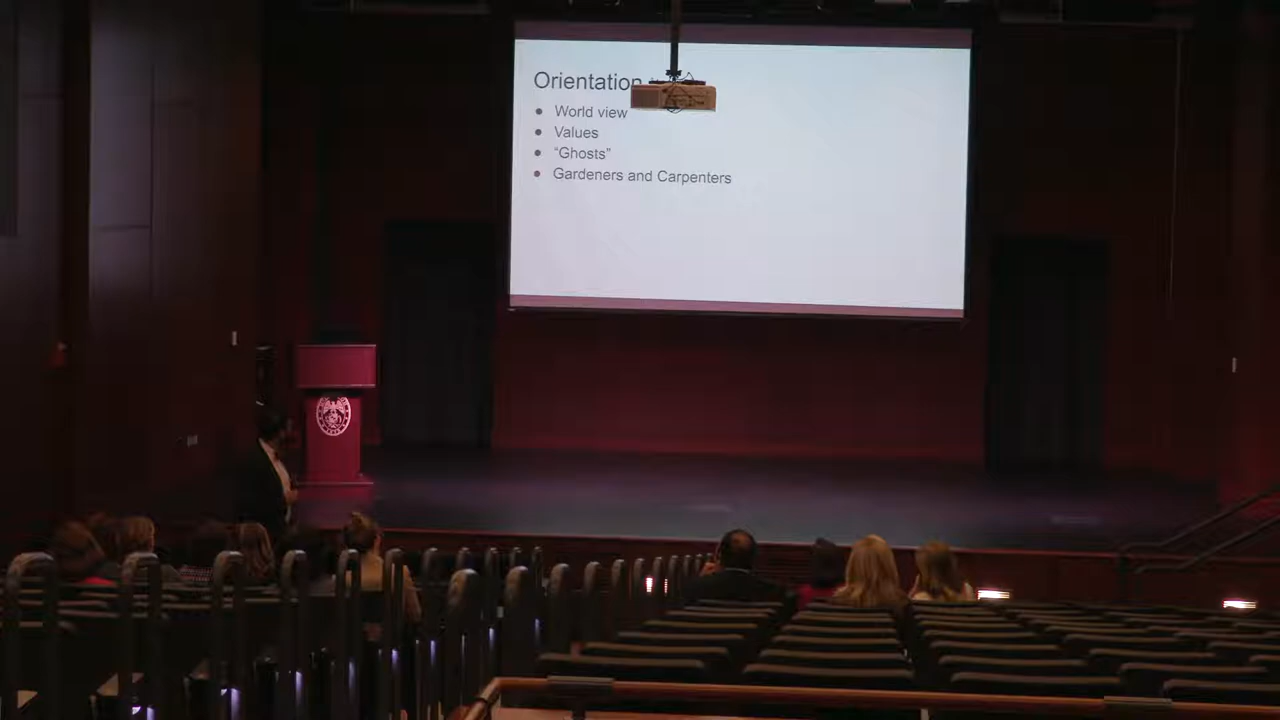 Orientation
World view
Values
“Ghosts”
Gardeners and Carpenters